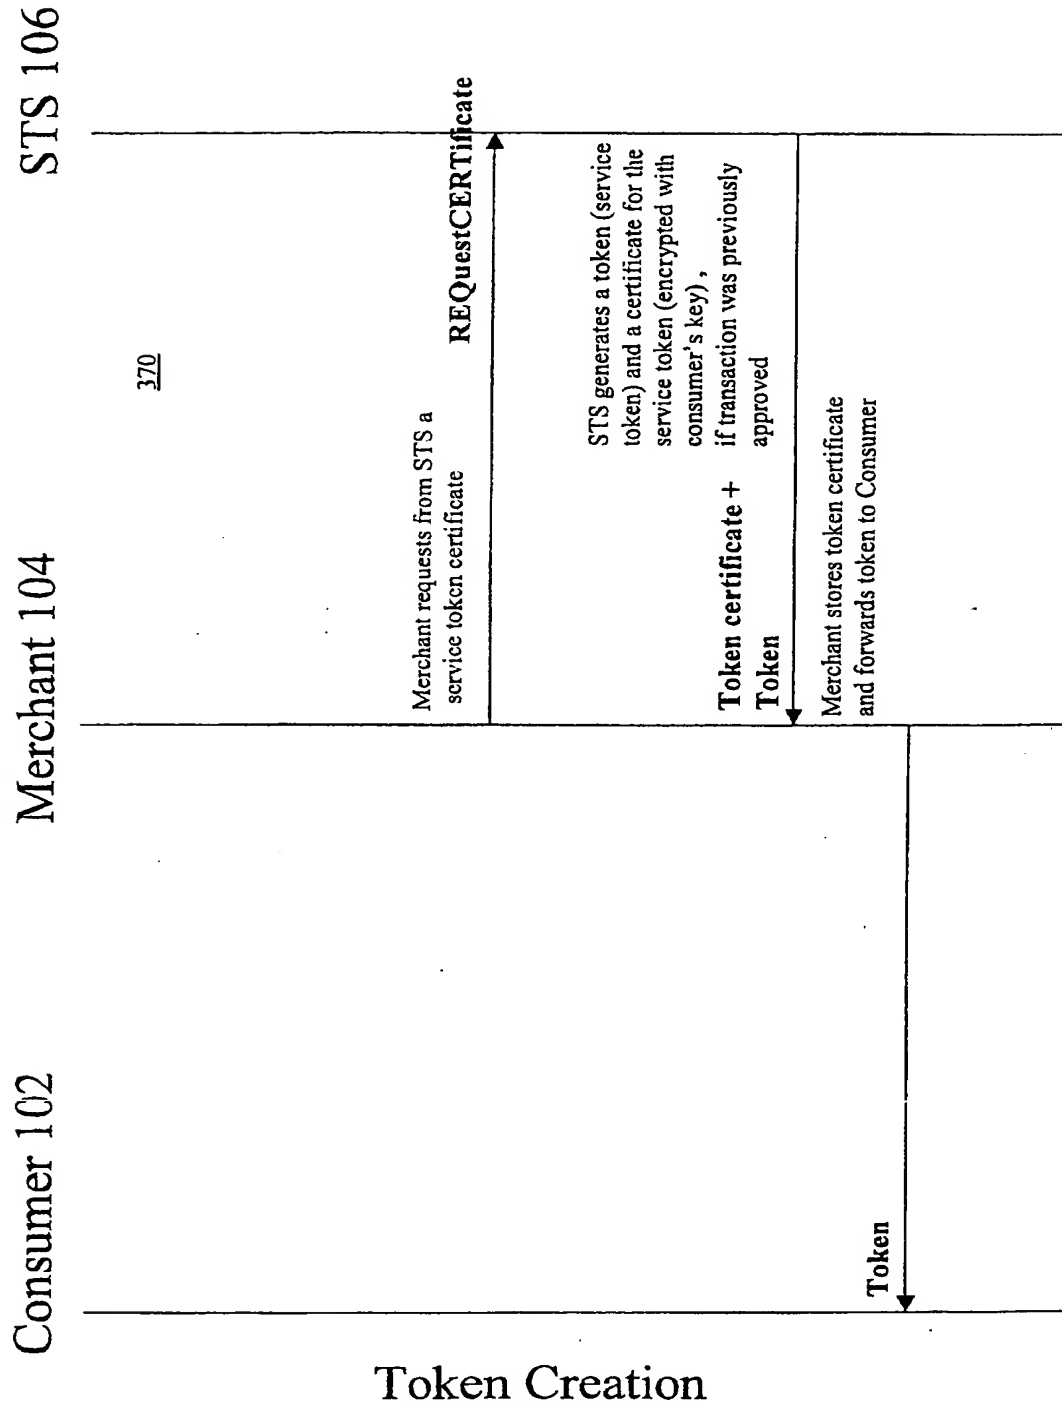 Consumer 102
Merchant 104
STS 106
370
Merchant requests from STS a
service token certificate
REQuestCERTificate
STS generates a token (service
token) and a certificate for the
service token (encrypted with
consumer's key) ,
if transaction was previously
approved
Token certificate +
Token
Merchant stores token certificate
and forwards token to Consumer
Token
Token Creation